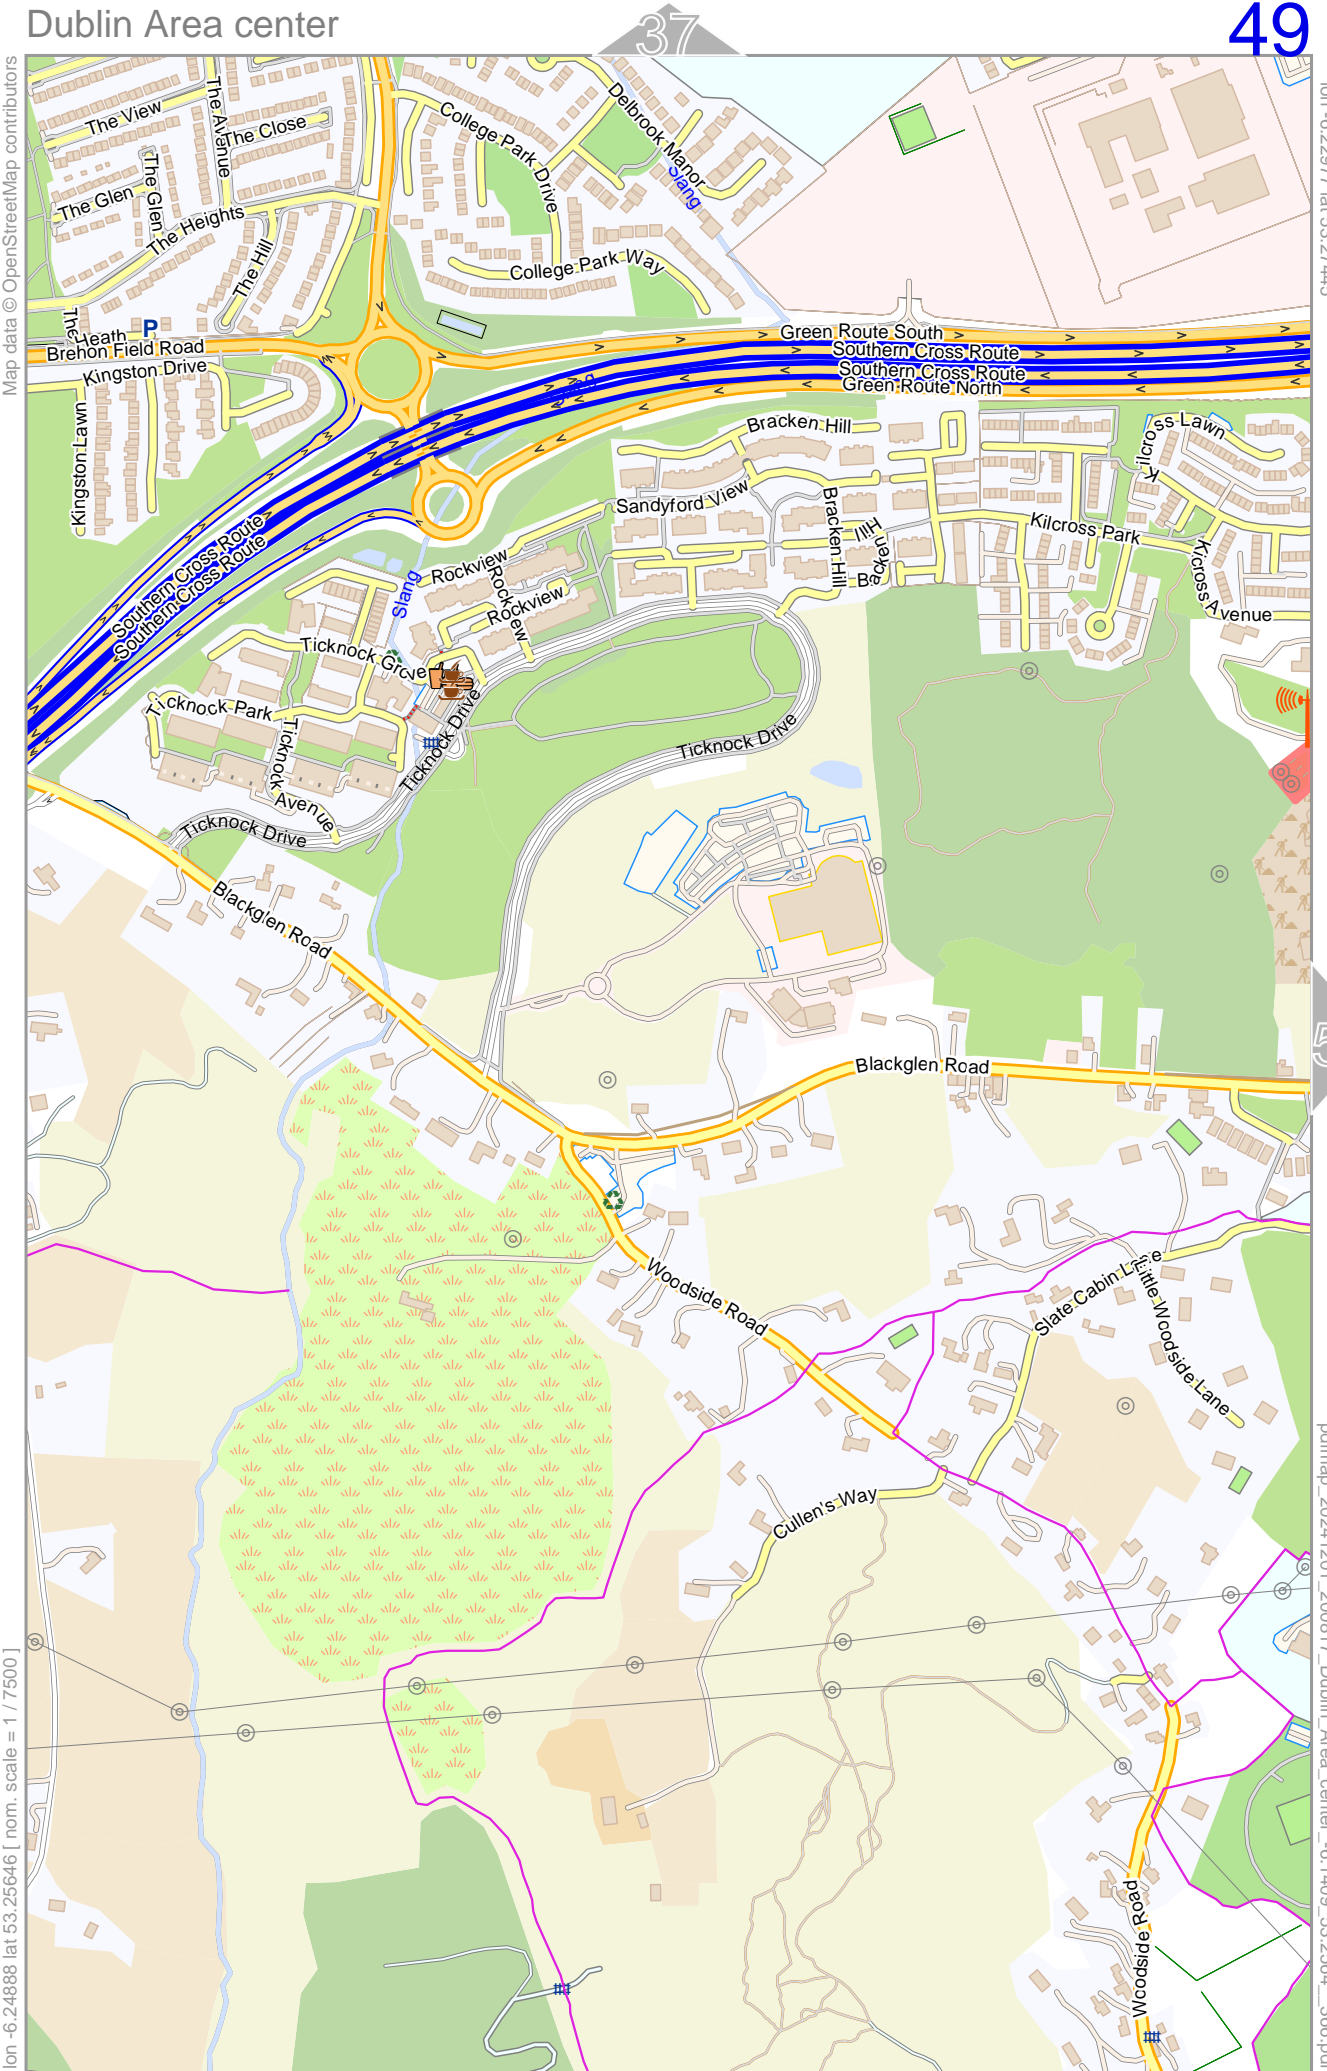 Dublin Area center
37
49
Map data © OpenStreetMap contributors
The View
The Avenue
The Close
The Glen
The Glen
The Heights
The Hill
College Park Drive
Delbrook Manor
Slang
College Park Way
The Heath
P
Brehon Field Road
Kingston Drive
Kingston Lawn
Green Route South
Southern Cross Route
Southern Cross Route
Green Route North
Bracken Hill
Kilcross Lawn
Sandyford View
Bracken Hill
Bracken Hill
Kilcross Park
Kilcross Avenue
Southern Cross Route
Southern Cross Route
Slang
Rockview
Rockview
Rockview
Ticknock Grove
Ticknock Park
Ticknock Drive
Ticknock Drive
Ticknock Avenue
Ticknock Drive
Blackglen Road
Blackglen Road
Woodside Road
Slate Cabin Lane
Little Woodside Lane
Cullen's Way
Woodside Road
lon -6.24888 lat 53.25646 [ nom. scale = 1 / 7500 ]